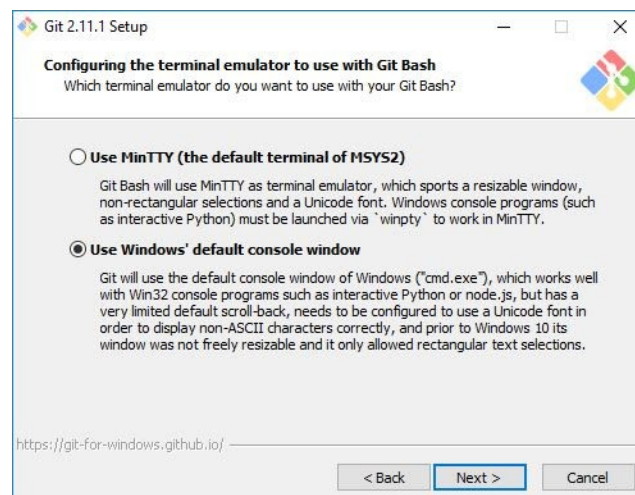 Git 2.11.1 Setup
Configuring the terminal emulator to use with Git Bash
Which terminal emulator do you want to use with your Git Bash?
Use MinTTY (the default terminal of MSYS2)
Git Bash will use MinTTY as terminal emulator, which sports a resizable window,
non-rectangular selections and a Unicode font. Windows console programs (such
as interactive Python) must be launched via `winpty` to work in MinTTY.
Use Windows' default console window
Git will use the default console window of Windows ("cmd.exe"), which works well
with Win32 console programs such as interactive Python or node.js, but has a
very limited default scroll-back, needs to be configured to use a Unicode font in
order to display non-ASCII characters correctly, and prior to Windows 10 its
window was not freely resizable and it only allowed rectangular text selections.
https://git-for-windows.github.io/
< Back Next > Cancel